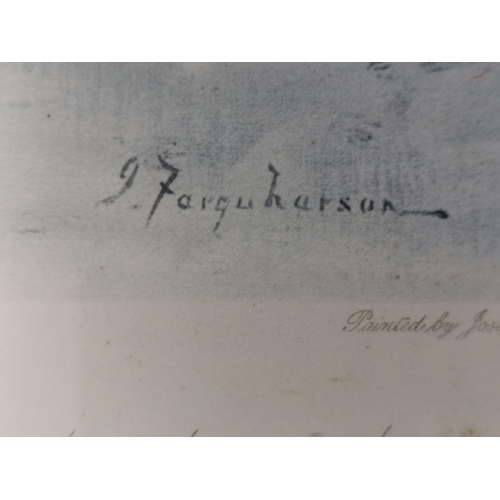 J. Farquharson
Painted by Jos